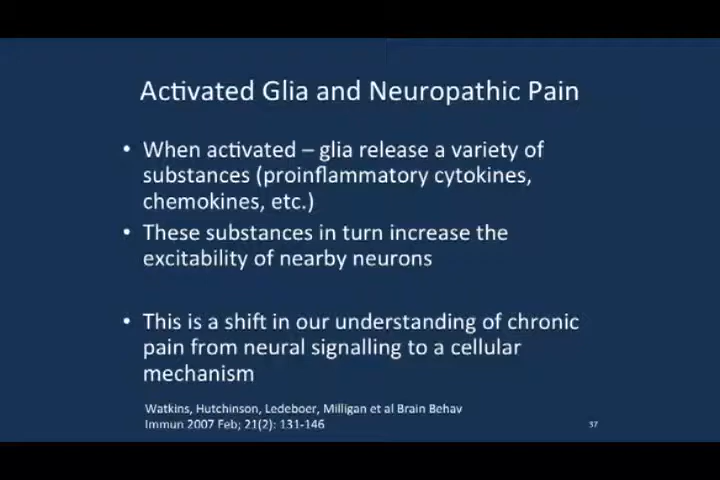 Activated Glia and Neuropathic Pain
• When activated – glia release a variety of
substances (proinflammatory cytokines,
chemokines, etc.)
• These substances in turn increase the
excitability of nearby neurons
• This is a shift in our understanding of chronic
pain from neural signalling to a cellular
mechanism
Watkins, Hutchinson, Ledeboer, Milligan et al Brain Behav
Immun 2007 Feb; 21(2): 131-146
37